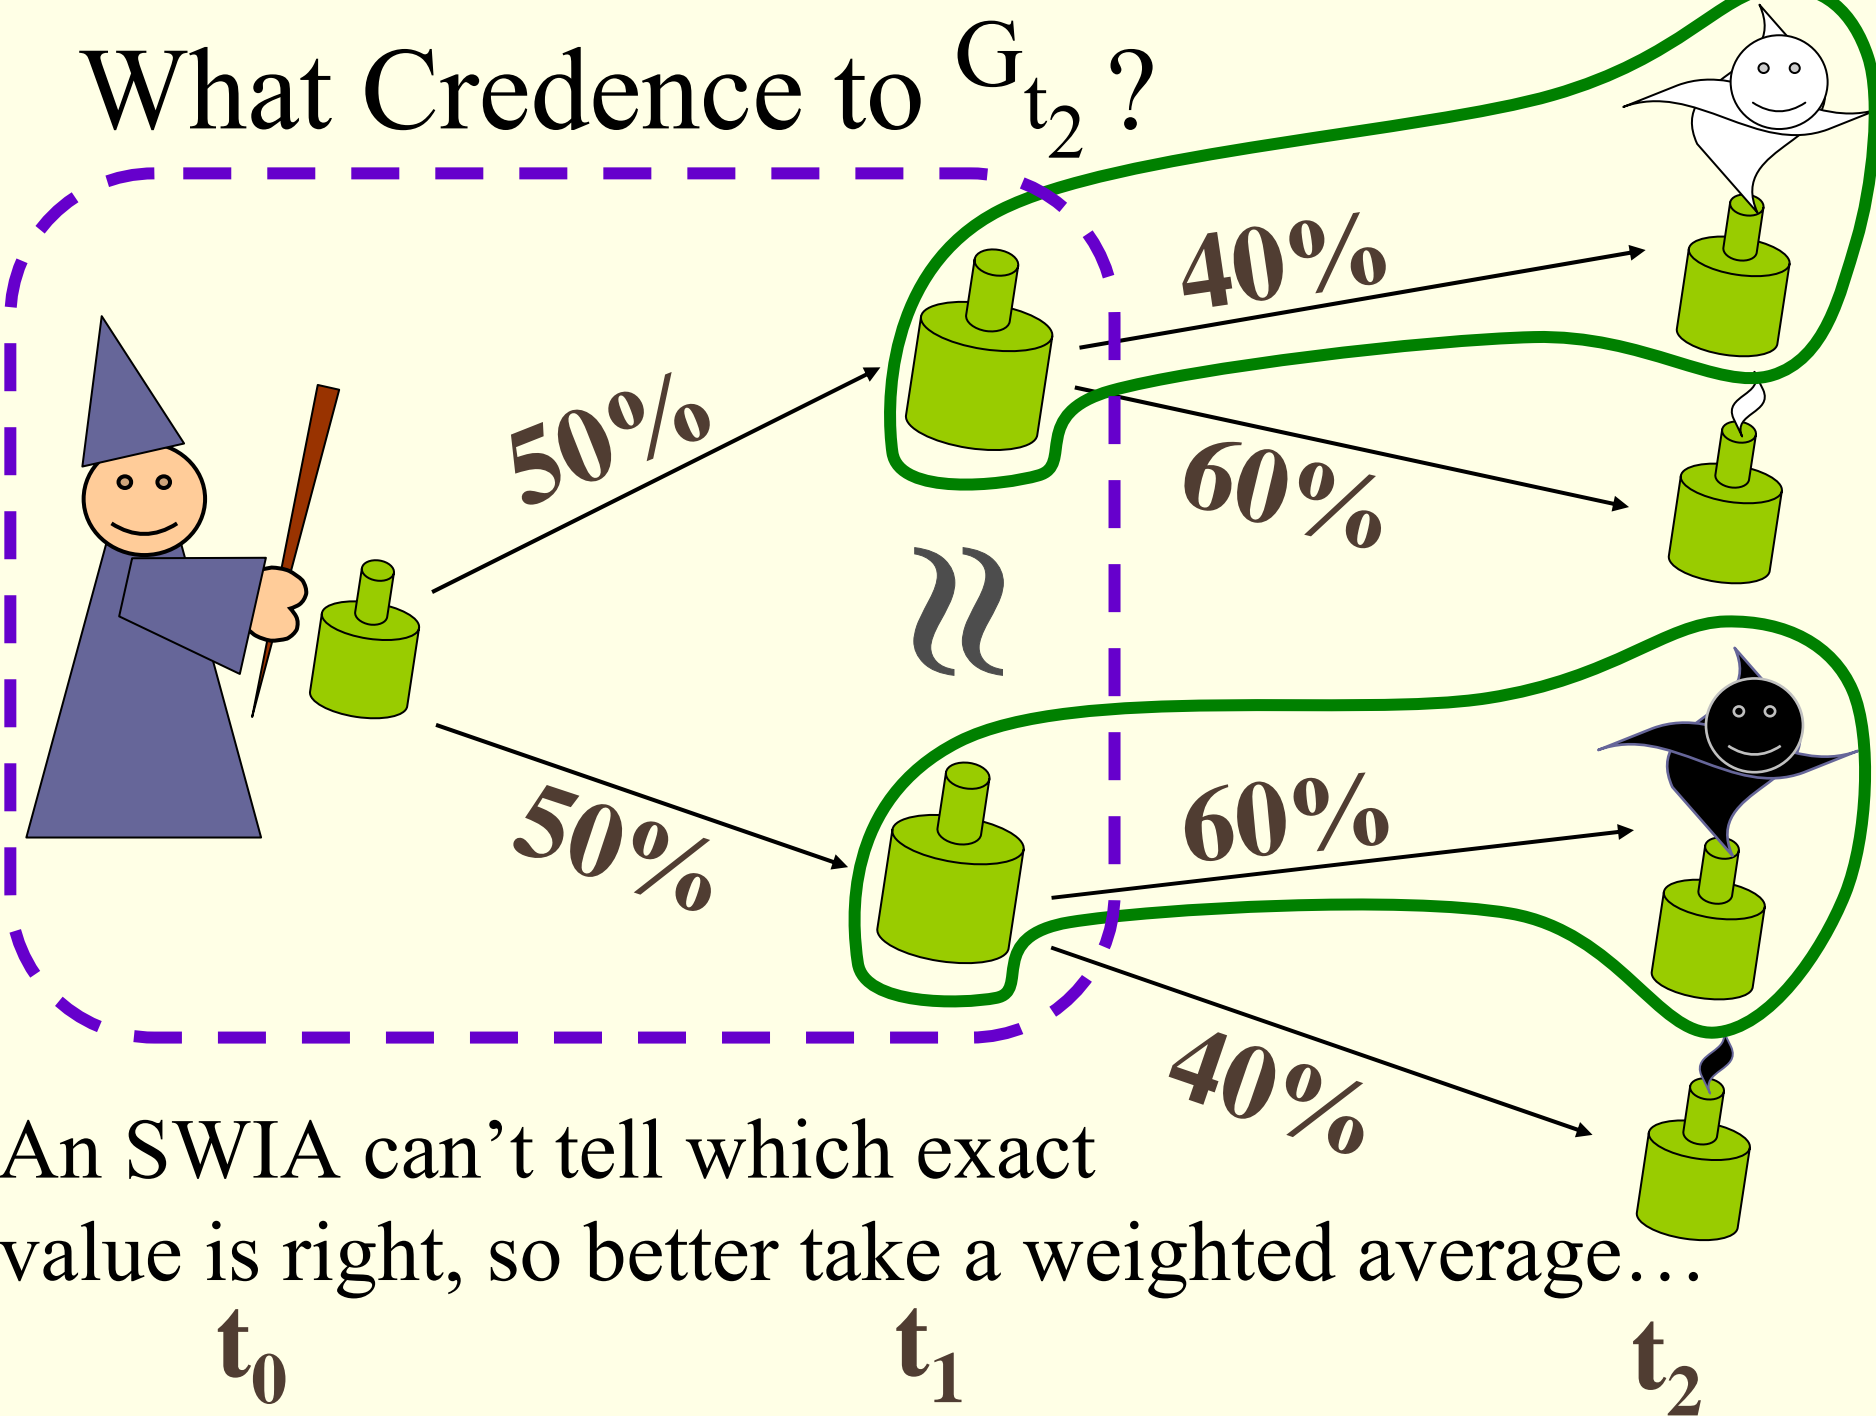 What Credence to Gt2 ?
40%
50%
60%
≈
60%
50%
40%
An SWIA can’t tell which exact
value is right, so better take a weighted average…
t0 t1 t2